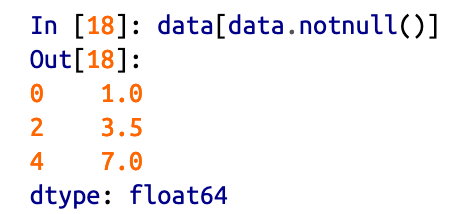 In [18]: data[data.notnull()]
Out[18]:
0    1.0
2    3.5
4    7.0
dtype: float64